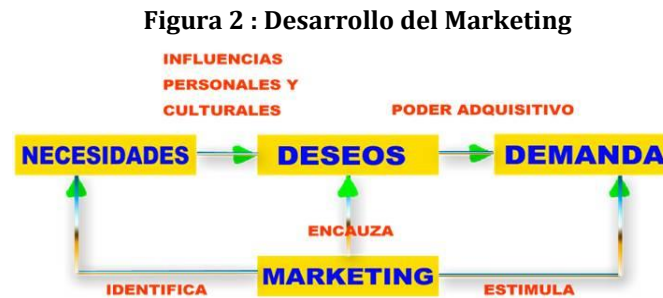 Figura 2 : Desarrollo del Marketing
INFLUENCIAS
PERSONALES Y
CULTURALES
PODER ADQUISITIVO
NECESIDADES
DESEOS
DEMANDA
ENCAUZA
MARKETING
IDENTIFICA
ESTIMULA